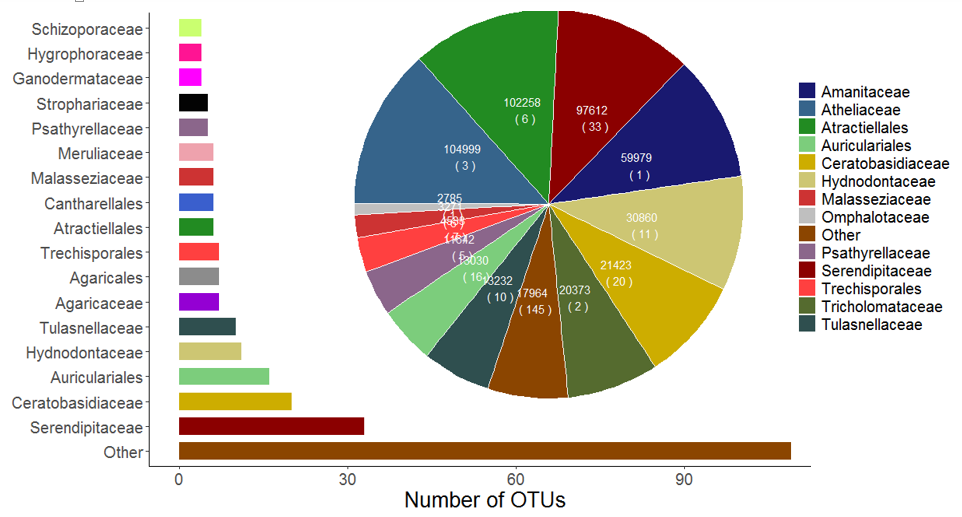 Schizoporaceae
Hygrophoraceae
Ganodermataceae
Strophariaceae
Psathyrellaceae
Meruliaceae
Malasseziaceae
Cantharellales
Atractiellales
Trechisporales
Agaricales
Agaricaceae
Tulasnellaceae
Hydnodontaceae
Auriculariales
Ceratobasidiaceae
Serendipitaceae
Other
0 30 60 90
Number of OTUs
102258
( 6 )
97612
( 33 )
104999
( 3 )
59979
( 1 )
2785
30860
( 11 )
( 5 )
( 16 )
21423
( 20 )
13232
( 10 )
17964
( 145 )
20373
( 2 )
Amanitaceae
Atheliaceae
Atractiellales
Auriculariales
Ceratobasidiaceae
Hydnodontaceae
Malasseziaceae
Omphalotaceae
Other
Psathyrellaceae
Serendipitaceae
Trechisporales
Tricholomataceae
Tulasnellaceae